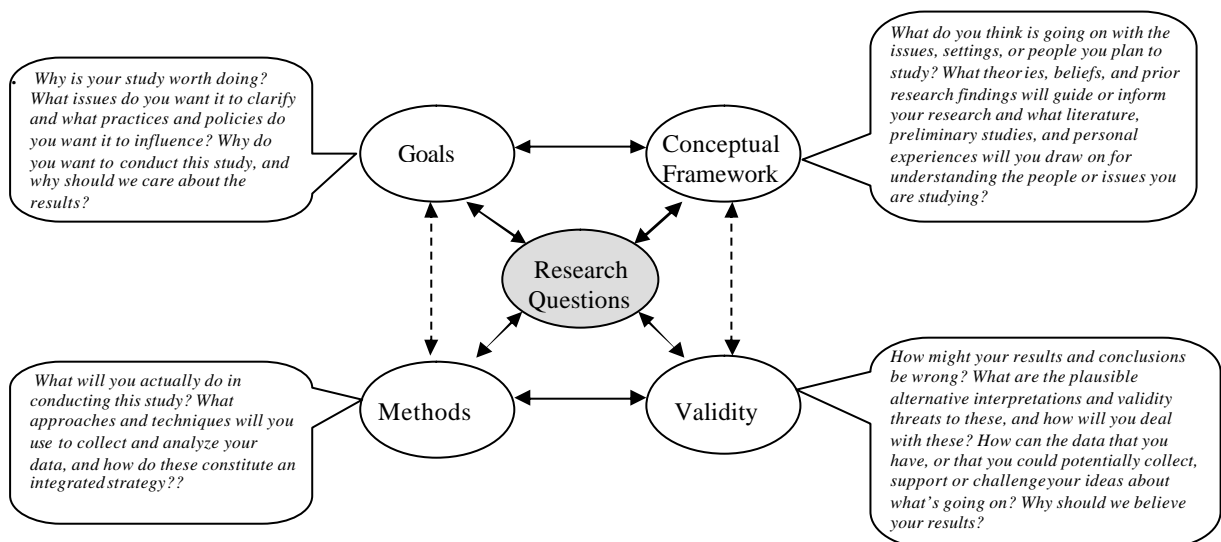 . Why is your study worth doing?
What issues do you want it to clarify
and what practices and policies do
you want it to influence? Why do
you want to conduct this study, and
why should we care about the
results?
Goals
Conceptual
Framework
What do you think is going on with the
issues, settings, or people you plan to
study? What theories, beliefs, and prior
research findings will guide or inform
your research and what literature,
preliminary studies, and personal
experiences will you draw on for
understanding the people or issues you
are studying?
Research
Questions
What will you actually do in
conducting this study? What
approaches and techniques will you
use to collect and analyze your
data, and how do these constitute an
integrated strategy??
Methods
Validity
How might your results and conclusions
be wrong? What are the plausible
alternative interpretations and validity
threats to these, and how will you deal
with these? How can the data that you
have, or that you could potentially collect,
support or challengeyour ideas about
what's going on? Why should we believe
your results?